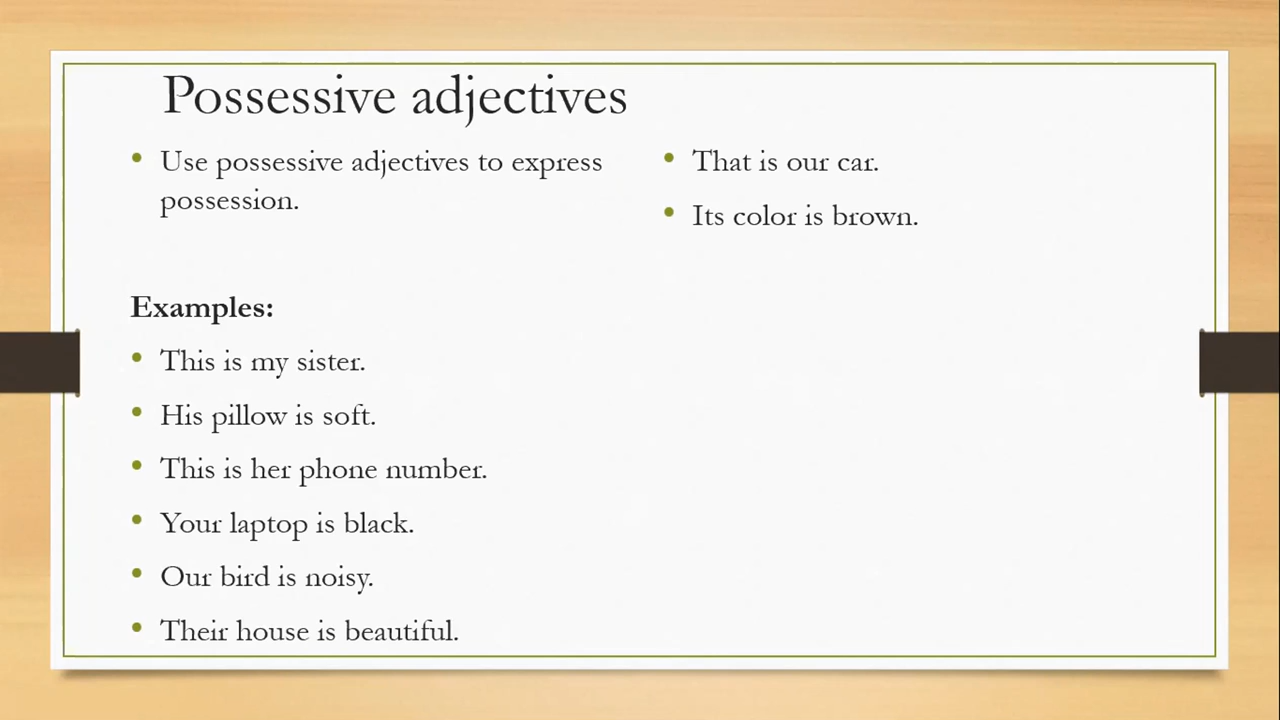 Possessive adjectives
Use possessive adjectives to express
possession.
Examples:
This is my sister.
His pillow is soft.
This is her phone number.
Your laptop is black.
Our bird is noisy.
Their house is beautiful.
That is our car.
Its color is brown.